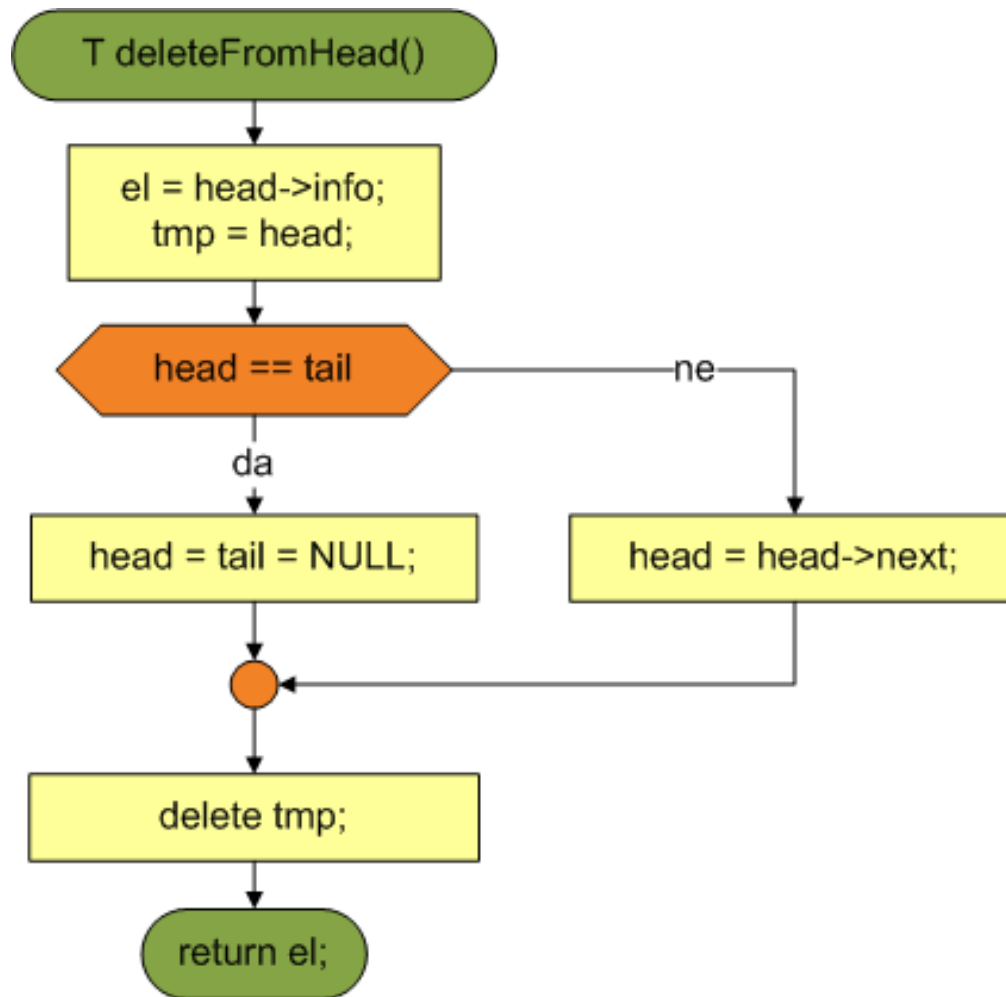 T deleteFromHead()
el = head->info;
tmp = head;
head == tail
ne
da
head = tail = NULL;
head = head->next;
delete tmp;
return el;